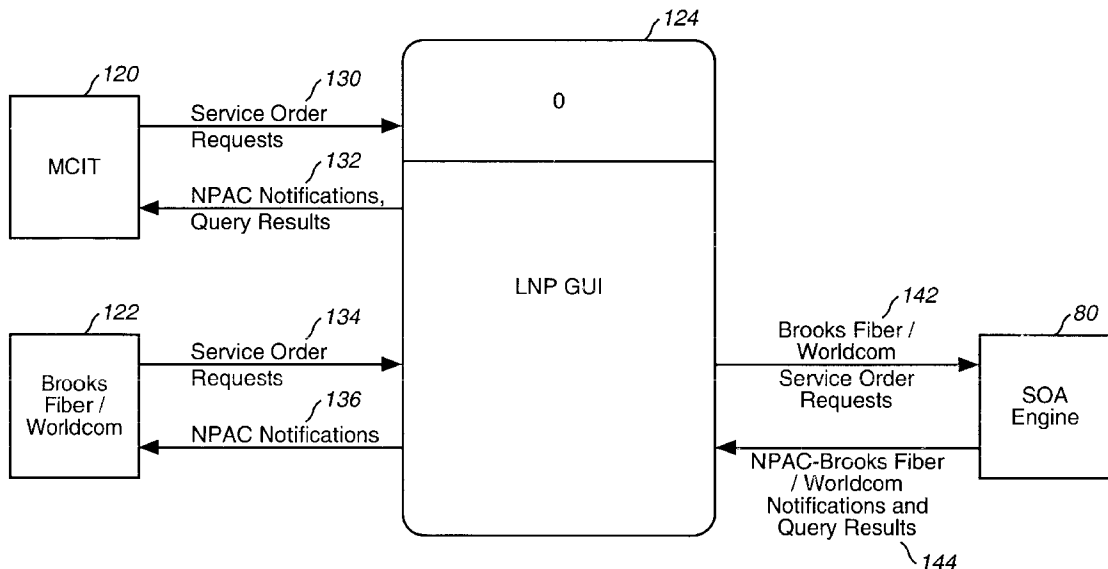 124
120
130
Service Order
Requests
0
MCIT
132
NPAC Notifications,
Query Results
LNP GUI
122
134
Service Order
Requests
142
80
Brooks Fiber /
Worldcom
Service Order
Requests
Brooks
Fiber /
Worldcom
136
NPAC Notifications
SOA
Engine
NPAC-Brooks Fiber
/ Worldcom
Notifications and
Query Results
144